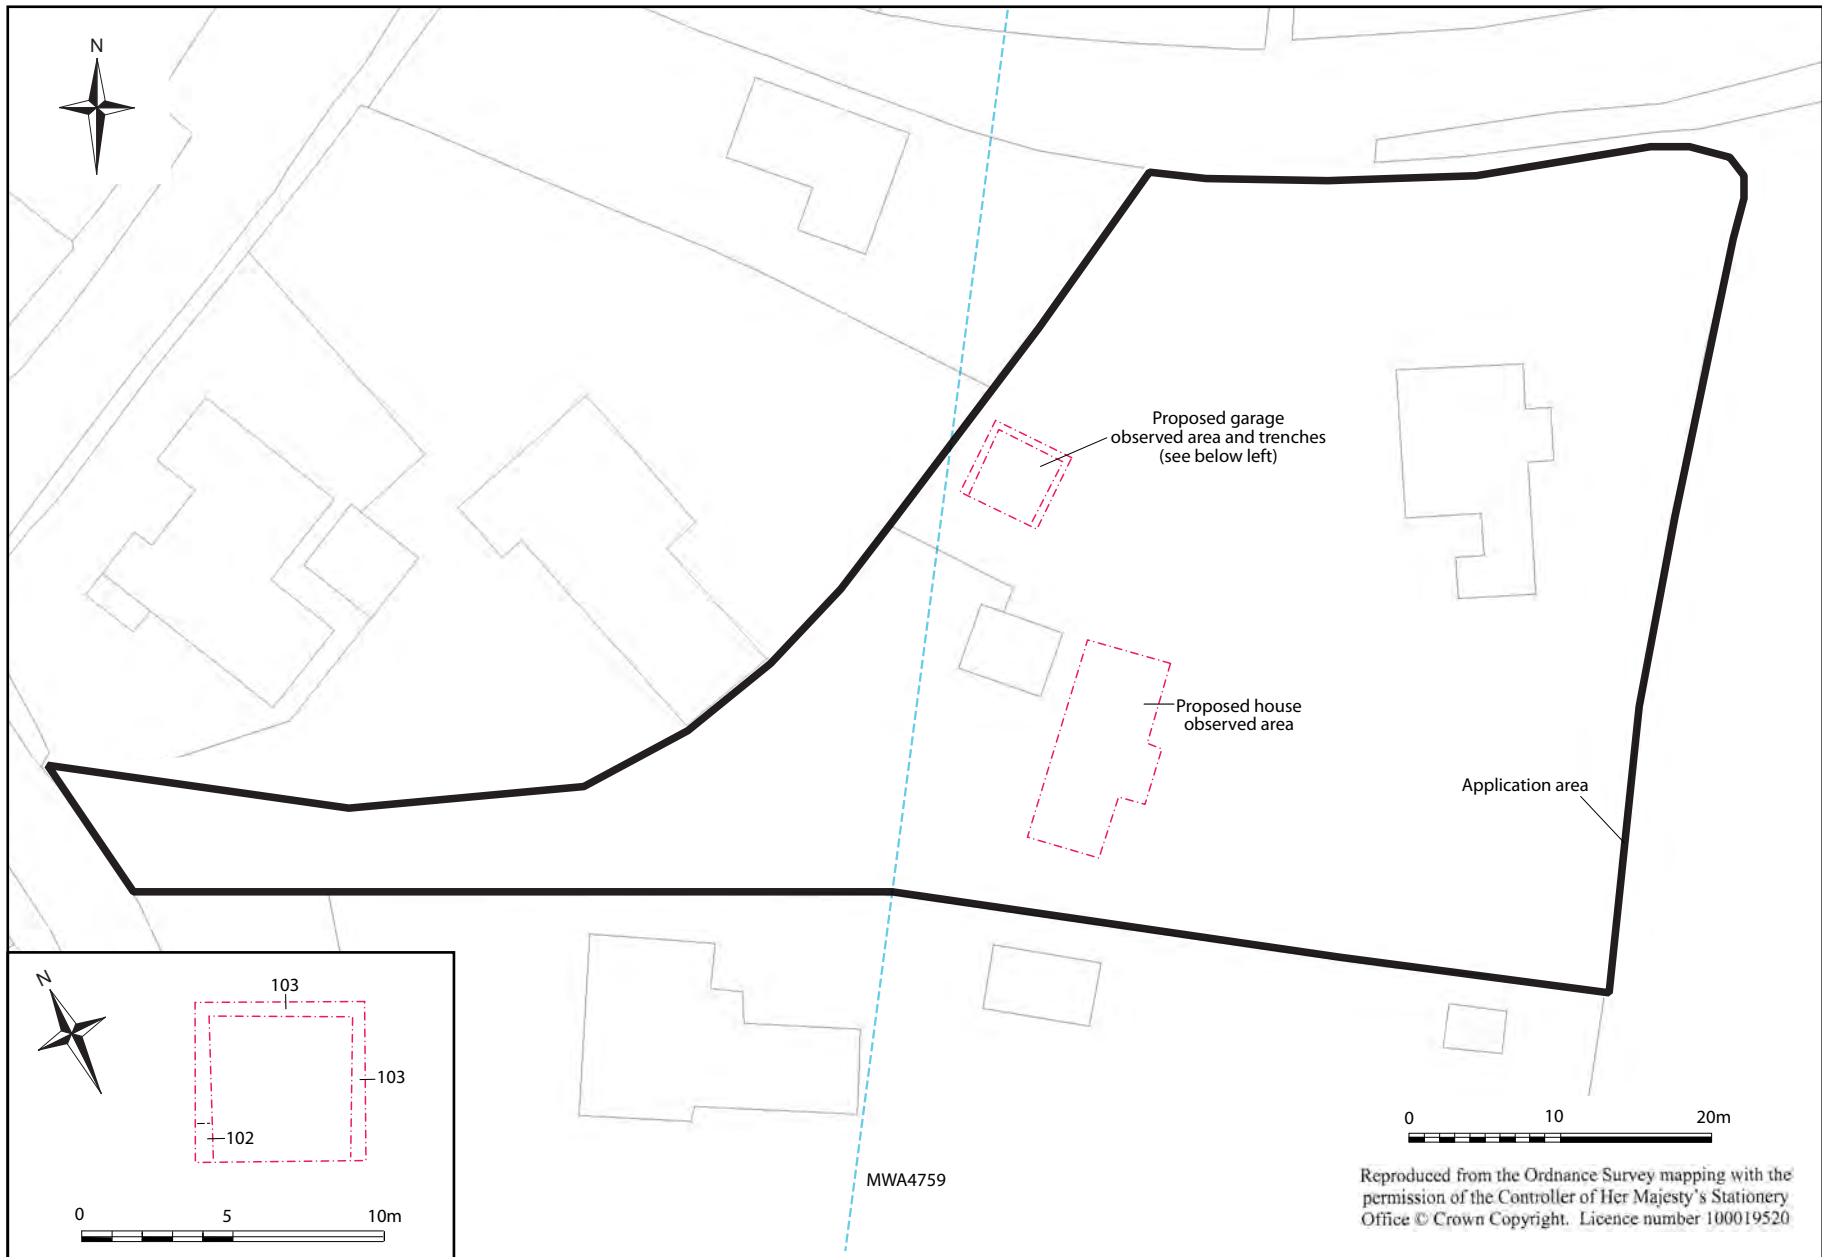 N
Proposed garage
observed area and trenches
(see below left)
Proposed house
observed area
Application area
N
103
103
102
0 5 10m
MWA4759
0 10 20m
Reproduced from the Ordnance Survey mapping with the
permission of the Controller of Her Majesty's Stationery
Office © Crown Copyright. Licence number 100019520